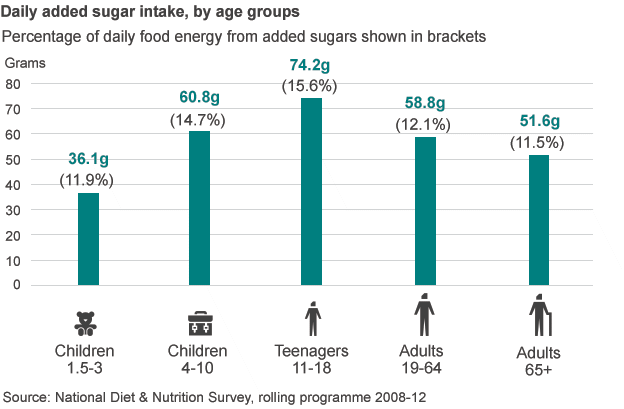 Daily added sugar intake, by age groups
Percentage of daily food energy from added sugars shown in brackets
Grams
80
70
60
50
40
30
20
10
0
36.1g
(11.9%)
60.8g
(14.7%)
74.2g
(15.6%)
58.8g
(12.1%)
51.6g
(11.5%)
Children
1.5-3
Children
4-10
Teenagers
11-18
Adults
19-64
Adults
65+
Source: National Diet & Nutrition Survey, rolling programme 2008-12